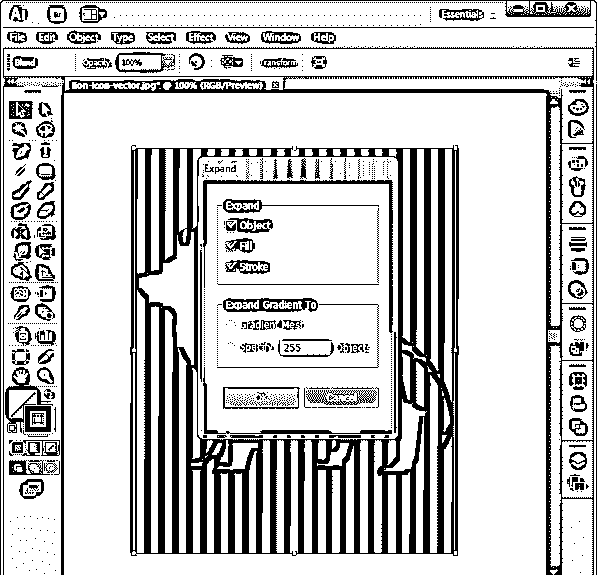 Ai Br
Essentials
File Edit Object Type Select Effect View Window Help
Blend Opacity: 100% Transform
lion-icon-vector.jpg* @ 100% (RGB/Preview)
Expand
Expand
Object
Fill
Stroke
Expand Gradient To
Gradient Mesh
Specify: 255 Objects
OK Cancel